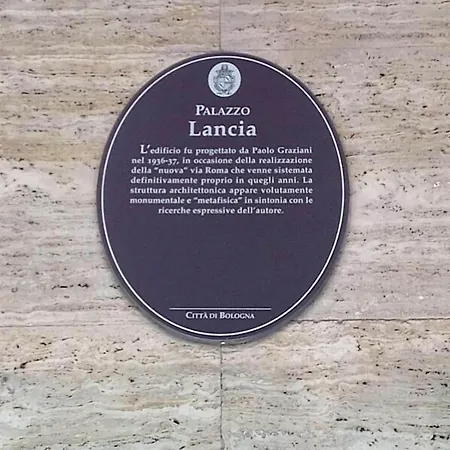 PALAZZO
Lancia
L'edificio fu progettato da Paolo Graziani
nel 1936-37, in occasione della realizzazione
della "nuova" via Roma che venne sistemata
definitivamente proprio in quegli anni. La
struttura architettonica appare volutamente
monumentale e "metafisica" in sintonia con le
ricerche espressive dell'autore.
CITTÀ DI BOLOGNA